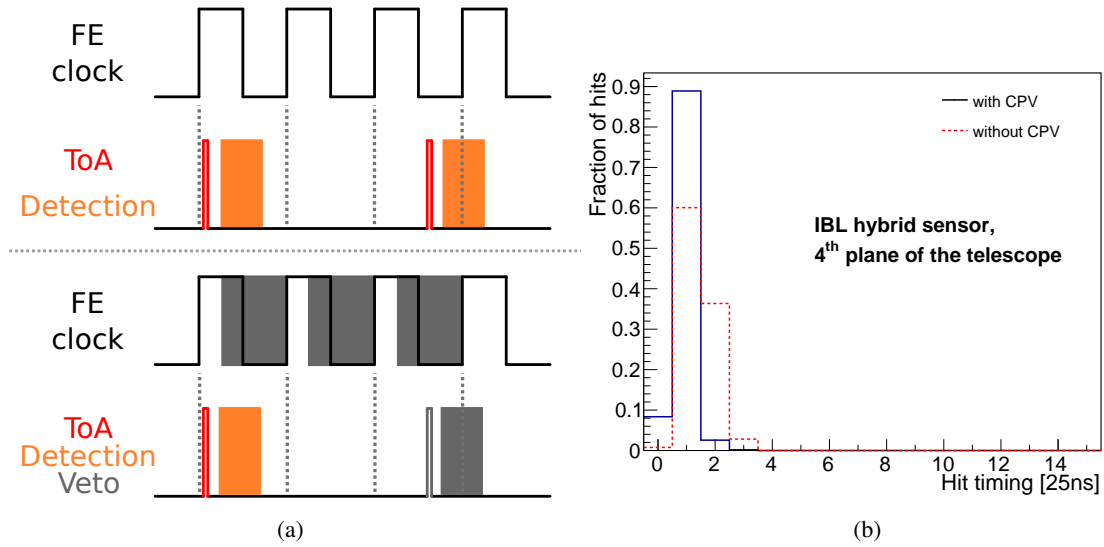 FE
clock
ToA
Detection
FE
clock
ToA
Detection
Veto
(a)
Fraction of hits
0.9
0.8
0.7
0.6
0.5
0.4
0.3
0.2
0.1
0
with CPV
without CPV
IBL hybrid sensor,
4th plane of the telescope
0 2 4 6 8 10 12 14
Hit timing [25ns]
(b)